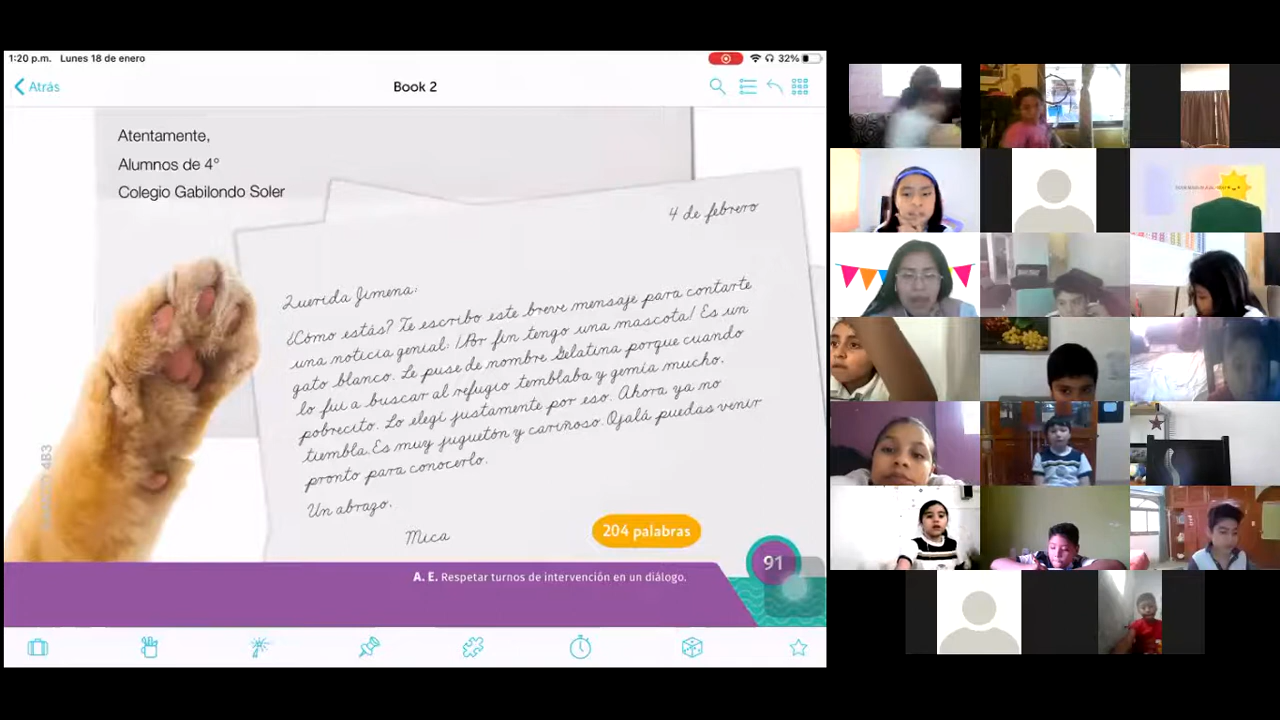 1:20 p.m. Lunes 18 de enero
32%
Atrás
Book 2
Atentamente,
Alumnos de 4°
Colegio Gabilondo Soler
4 de febrero
Querida Jimena:
¿Cómo estás? Te escribo este breve mensaje para contarte
una noticia genial: ¡Por fin tengo una mascota! Es un
gato blanco. Le puse de nombre Gelatina porque cuando
lo fui a buscar al refugio temblaba y gemía mucho,
pobrecito. Lo elegí justamente por eso. Ahora ya no
tiembla. Es muy juguetón y cariñoso. Ojalá puedas venir
pronto para conocerlo.
Un abrazo.
Mica
204 palabras
91
A. E. Respetar turnos de intervención en un diálogo.